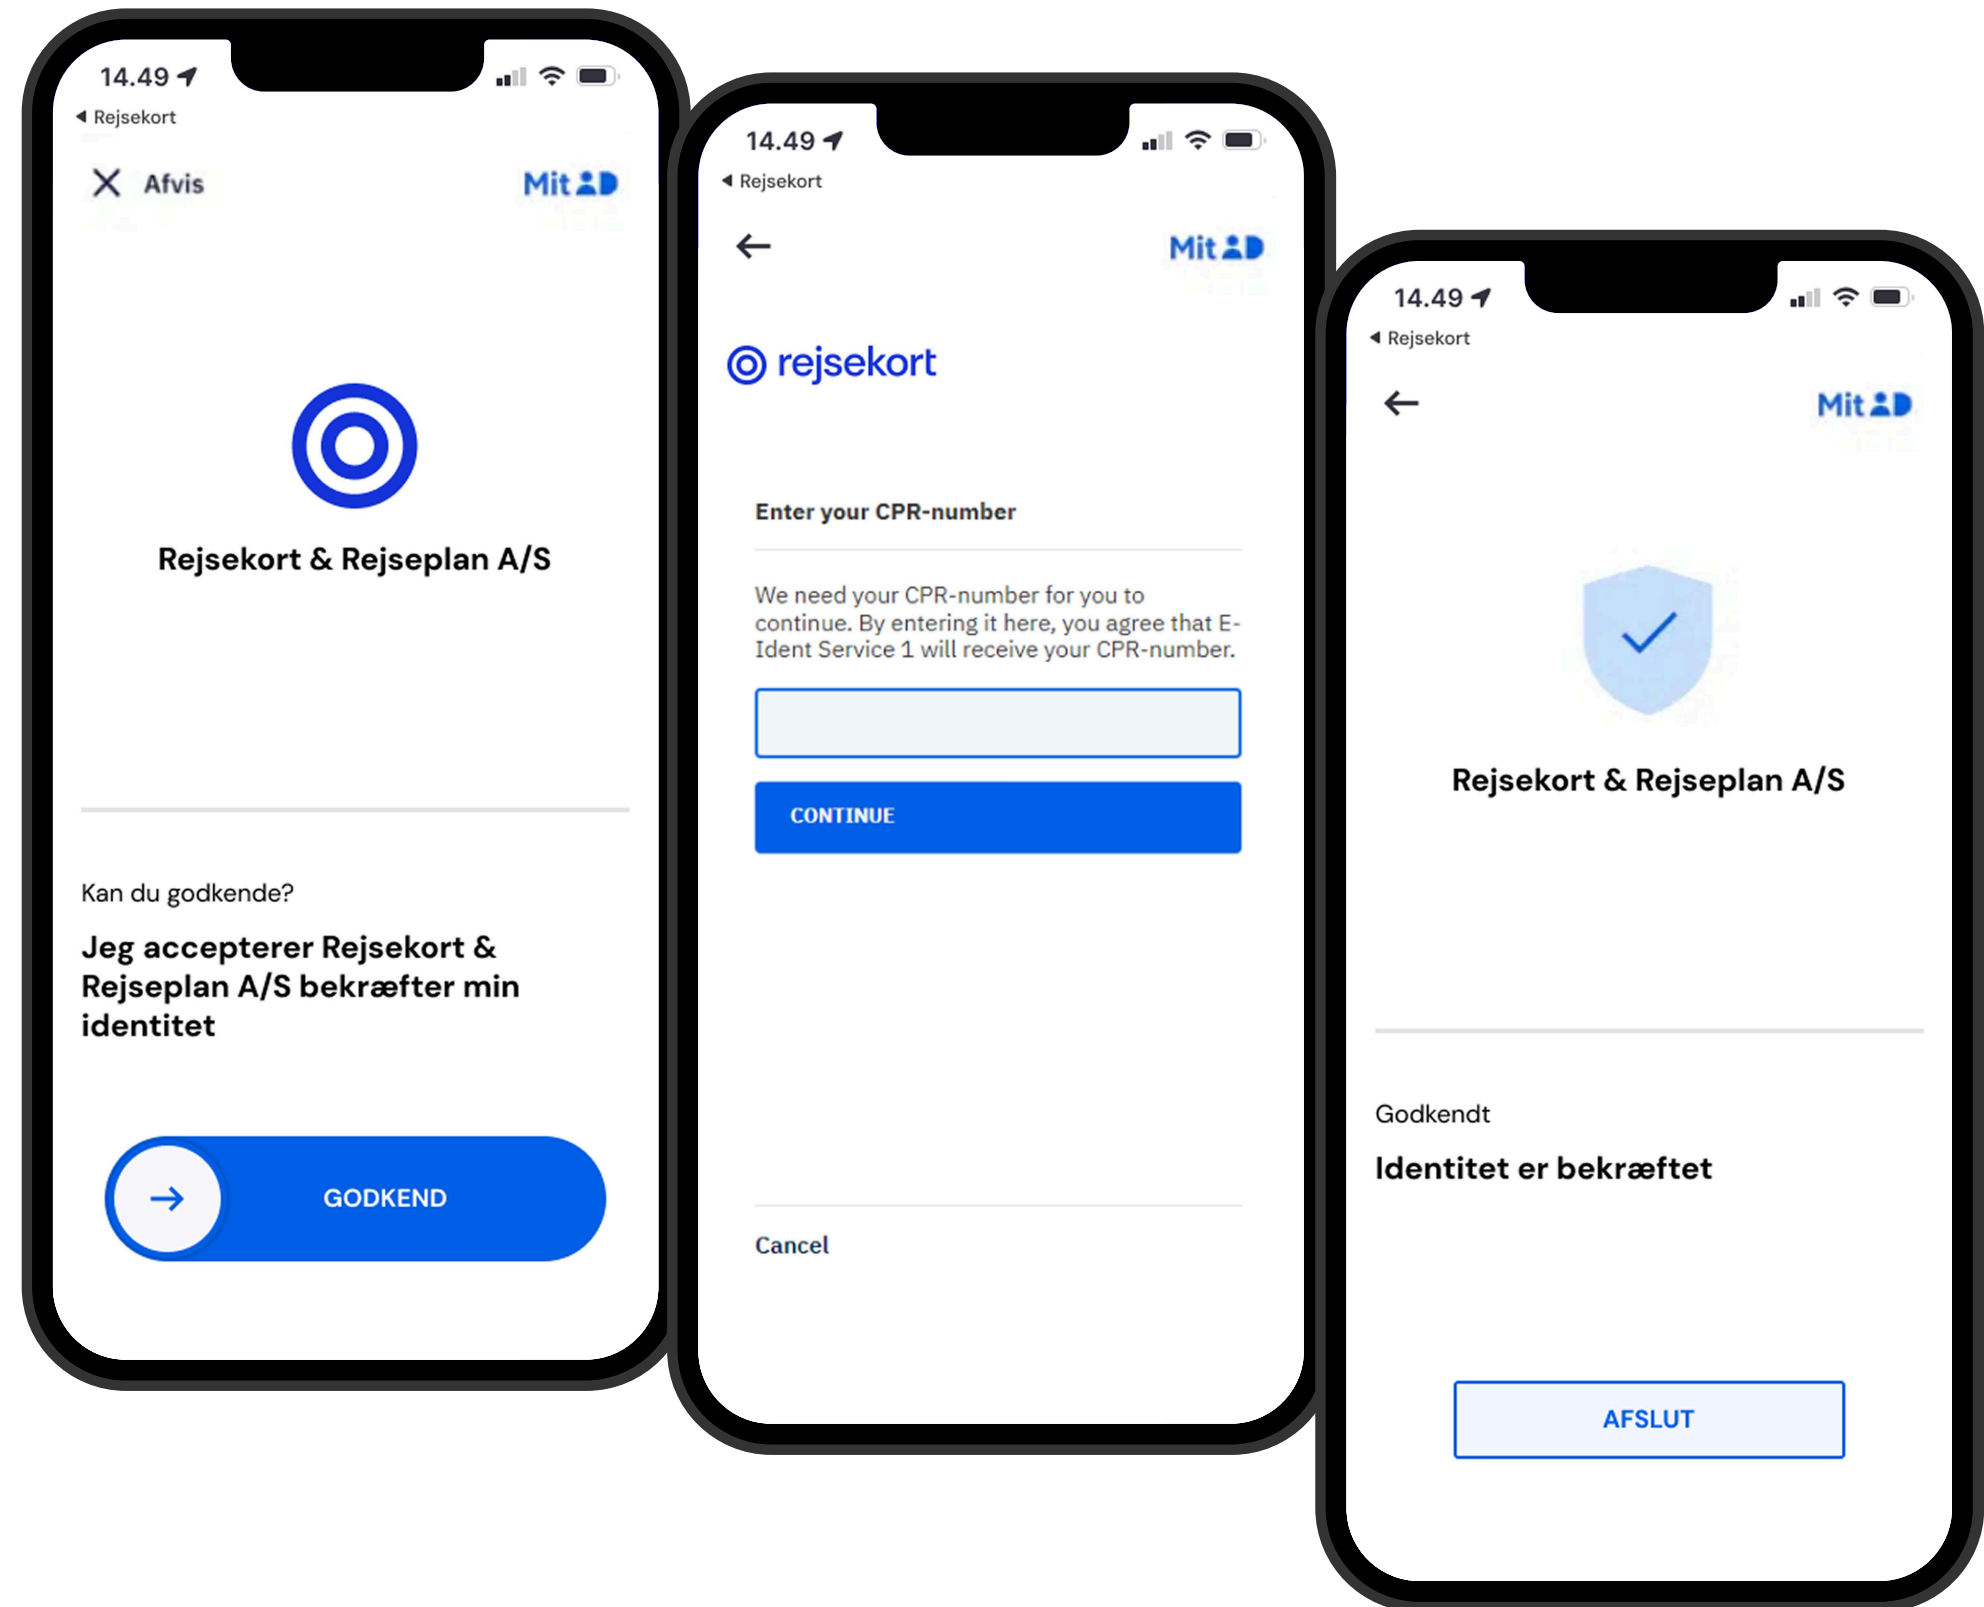 14.49
Rejsekort
Afvis
Mit D
Rejsekort & Rejseplan A/S
Kan du godkende?
Jeg accepterer Rejsekort &
Rejseplan A/S bekræfter min
identitet
GODKEND
14.49
Rejsekort
Mit D
rejsekort
Enter your CPR-number
We need your CPR-number for you to
continue. By entering it here, you agree that E-
Ident Service 1 will receive your CPR-number.
CONTINUE
Cancel
14.49
Rejsekort
Mit D
Rejsekort & Rejseplan A/S
Godkendt
Identitet er bekræftet
AFSLUT